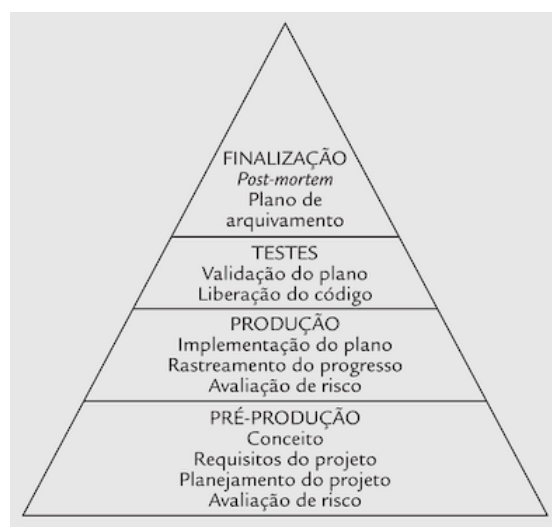 FINALIZAÇÃO
Post-mortem
Plano de
arquivamento
TESTES
Validação do plano
Liberação do código
PRODUÇÃO
Implementação do plano
Rastreamento do progresso
Avaliação de risco
PRÉ-PRODUÇÃO
Conceito
Requisitos do projeto
Planejamento do projeto
Avaliação de risco